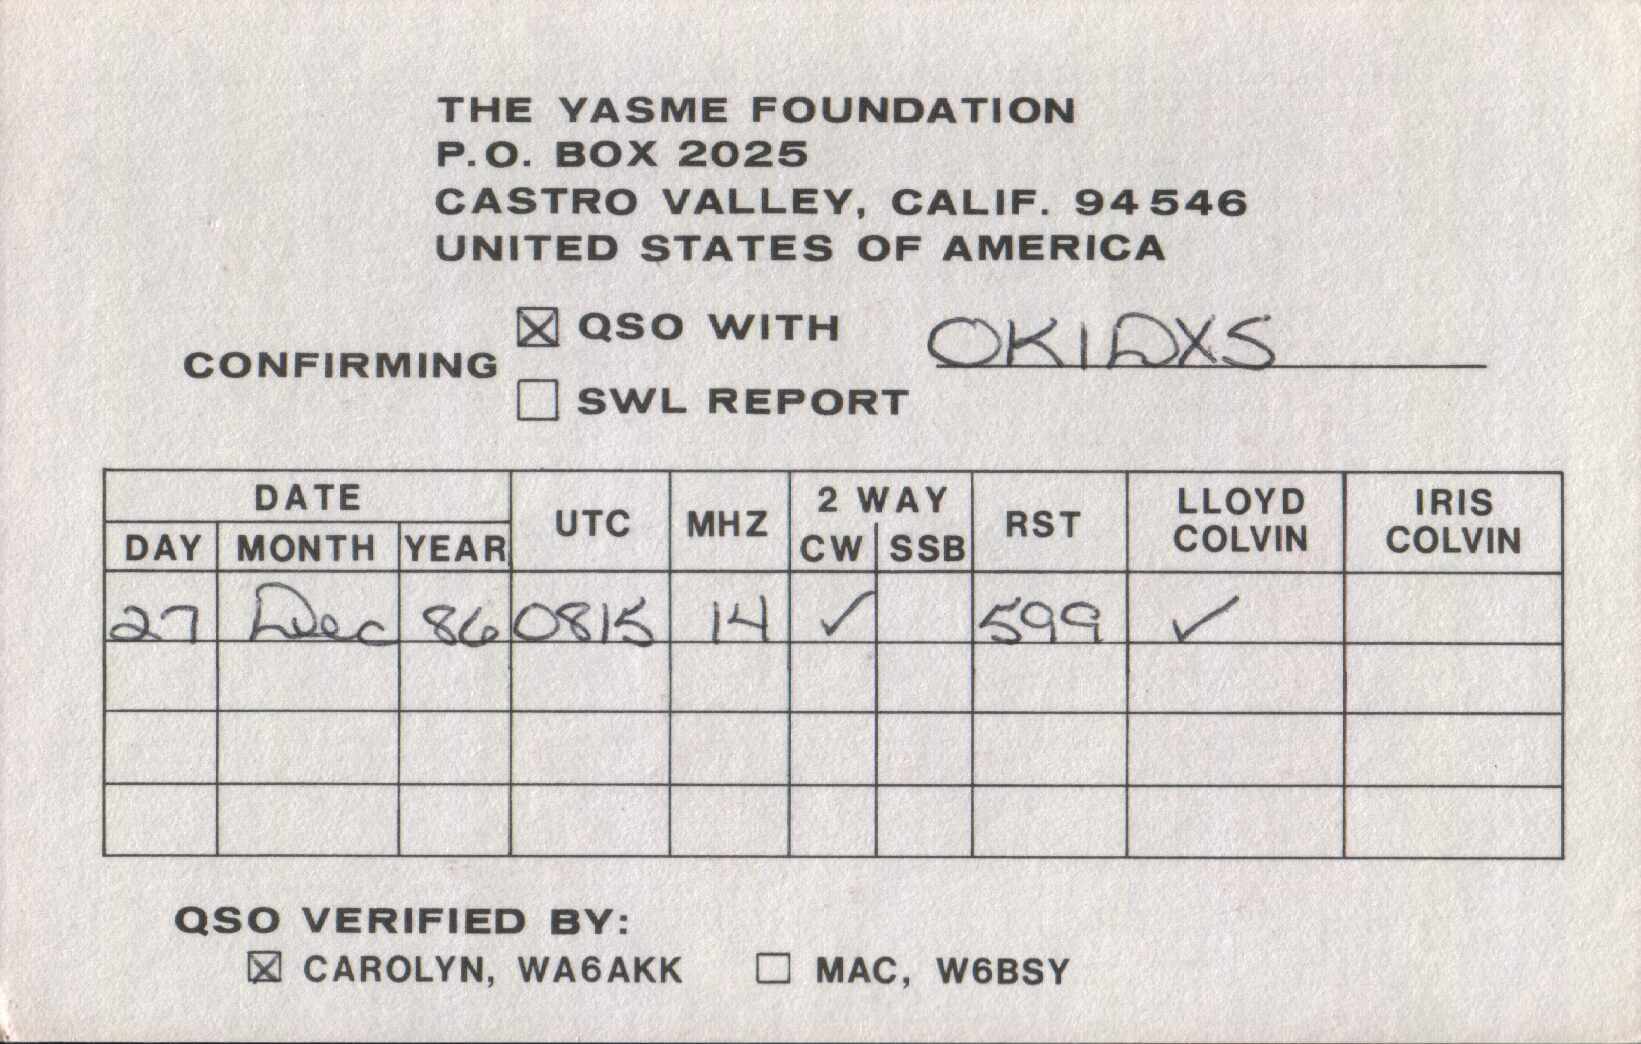 THE YASME FOUNDATION
P.O. BOX 2025
CASTRO VALLEY, CALIF. 94546
UNITED STATES OF AMERICA
CONFIRMING ☒ QSO WITH OK1DXS
☐ SWL REPORT
DATE UTC MHZ 2 WAY RST LLOYD COLVIN IRIS COLVIN
DAY MONTH YEAR CW SSB
27 Dec 86 0815 14 ✓ 599 ✓
QSO VERIFIED BY:
☒ CAROLYN, WA6AKK ☐ MAC, W6BSY